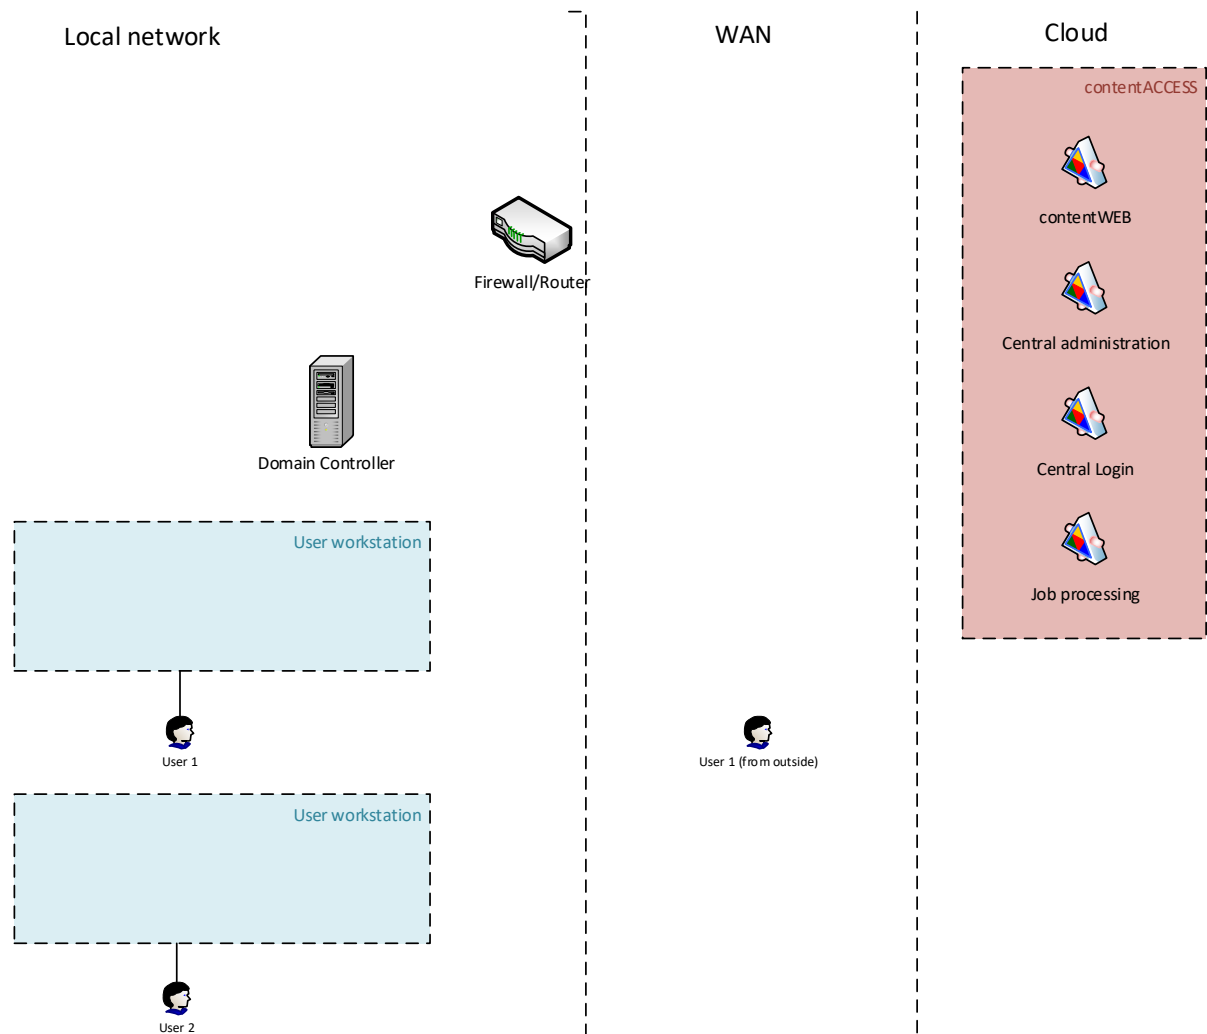 Local network
WAN
Cloud
contentACCESS
contentWEB
Firewall/Router
Central administration
Domain Controller
Central Login
User workstation
Job processing
User 1
User 1 (from outside)
User workstation
User 2